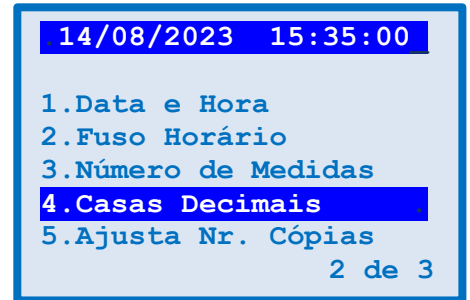 14/08/2023 15:35:00
1.Data e Hora
2.Fuso Horário
3.Número de Medidas
4.Casas Decimais
5.Ajusta Nr. Cópias
2 de 3